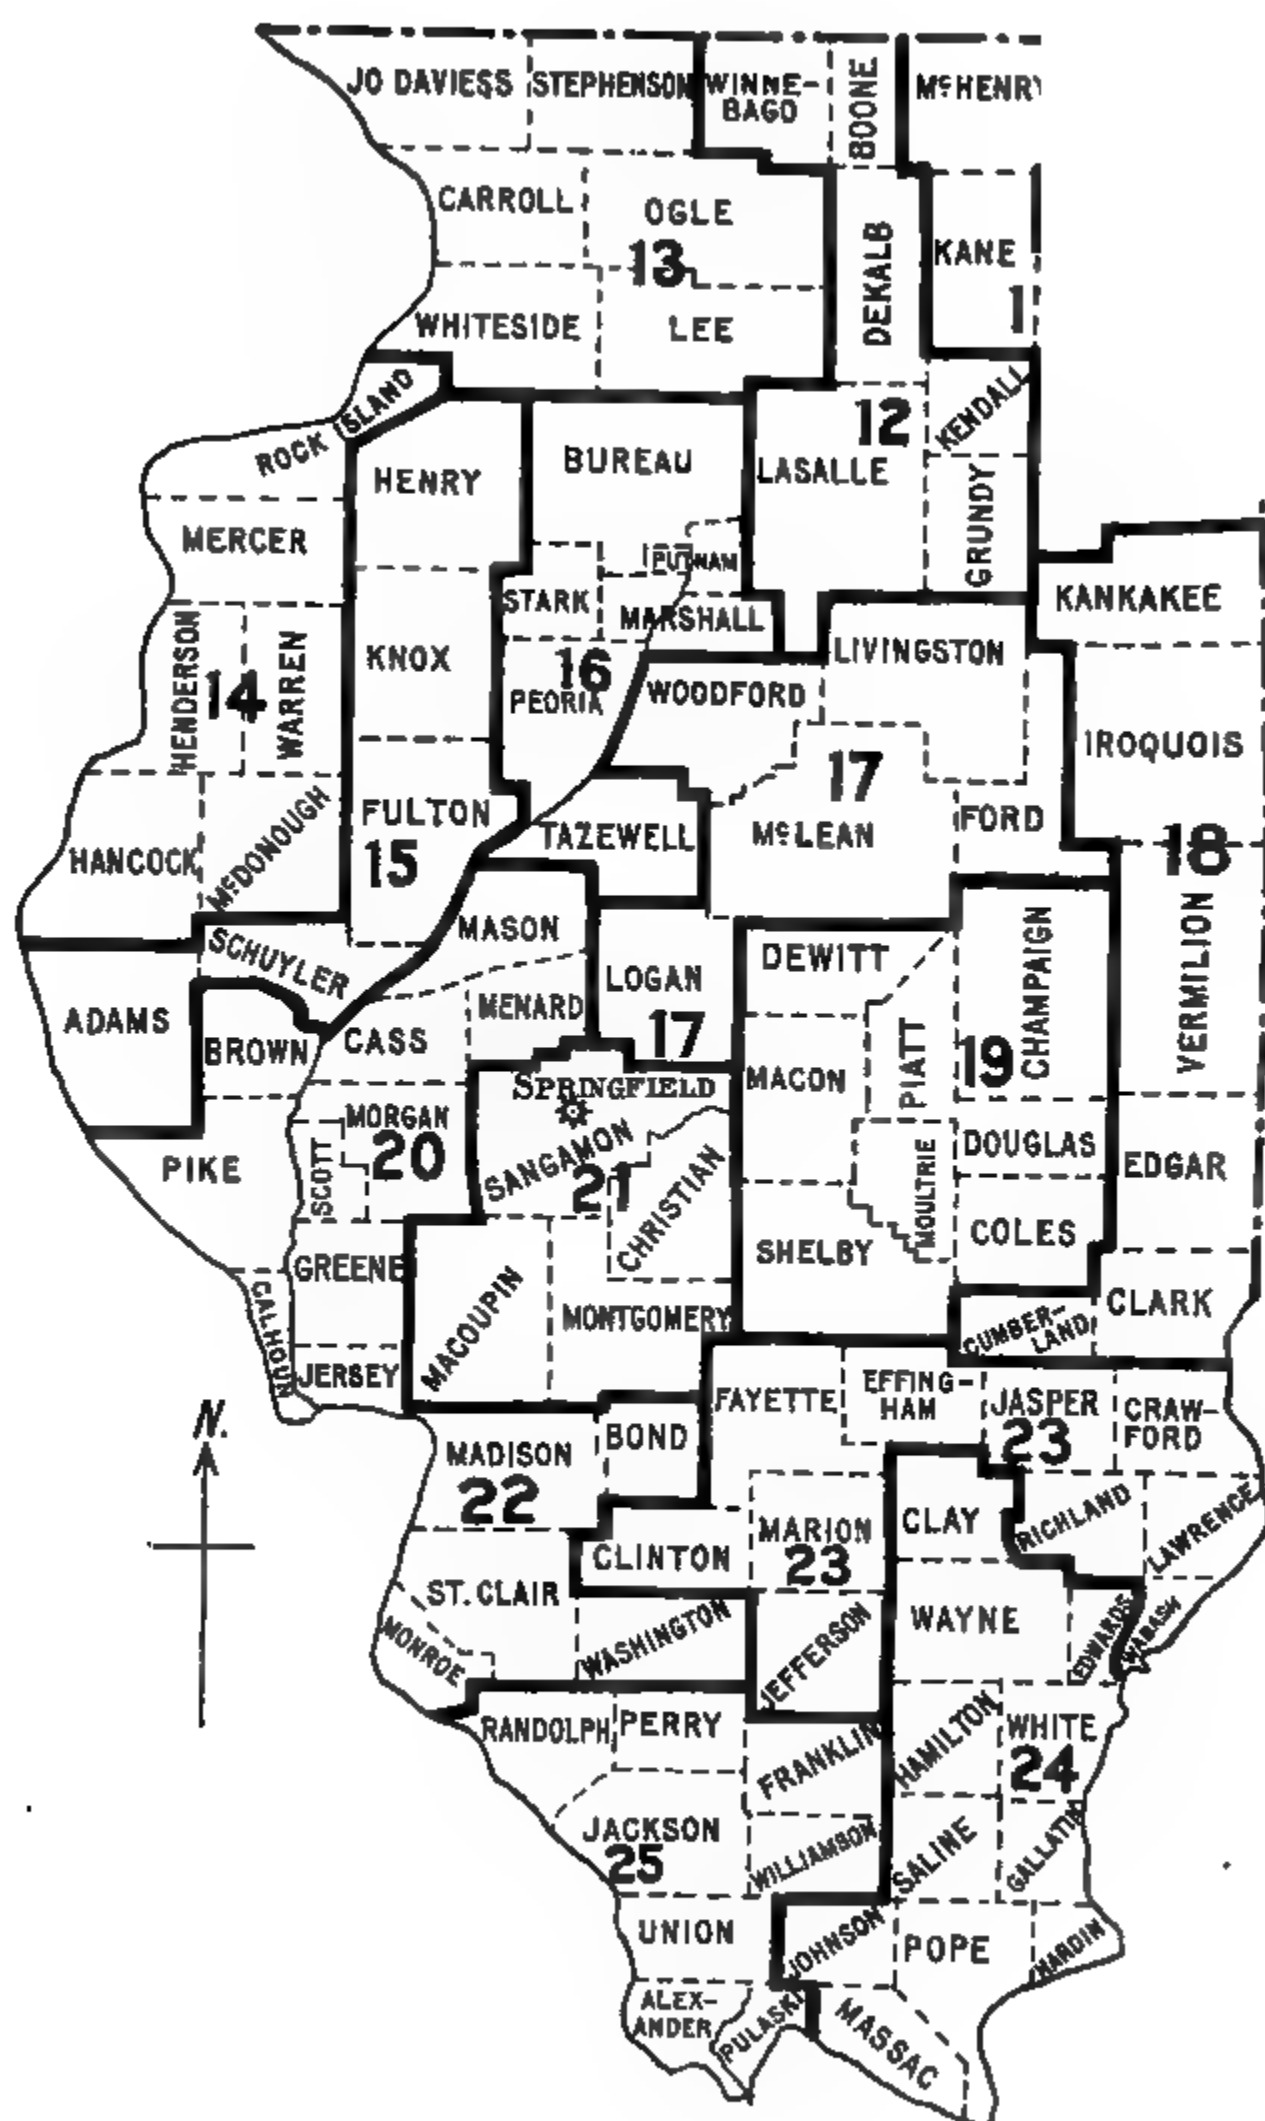 JO DAVIESS
STEPHENSON
WINNE-
BAGO
BOONE
McHENRY
CARROLL
OGLE
13
DEKALB
KANE
1
WHITESIDE
LEE
ROCK ISLAND
12
KENDALL
HENRY
BUREAU
LASALLE
GRUNDY
MERCER
PUTNAM
STARK
MARSHALL
KANKAKEE
HENDERSON
14
WARREN
KNOX
16
PEORIA
WOODFORD
LIVINGSTON
IROQUOIS
17
HANCOCK
McDONOUGH
FULTON
15
TAZEWELL
McLEAN
FORD
18
SCHUYLER
MASON
LOGAN
17
DEWITT
CHAMPAIGN
VERMILION
ADAMS
BROWN
CASS
MENARD
MACON
PIATT
19
SPRINGFIELD
PIKE
SCOTT
MORGAN
20
SANGAMON
21
CHRISTIAN
MOULTRIE
DOUGLAS
EDGAR
COLES
SHELBY
GREENE
CALHOUN
JERSEY
MACOUPIN
MONTGOMERY
CUMBER-
LAND
CLARK
N.
FAYETTE
EFFING-
HAM
JASPER
23
CRAW-
FORD
MADISON
22
BOND
CLAY
RICHLAND
LAWRENCE
CLINTON
MARION
23
ST. CLAIR
MONROE
WASHINGTON
JEFFERSON
WAYNE
EDWARDS
WABASH
RANDOLPH
PERRY
FRANKLIN
HAMILTON
WHITE
24
JACKSON
25
WILLIAMSON
SALINE
GALLATIN
UNION
JOHNSON
POPE
HARDIN
ALEX-
ANDER
PULASKI
MASSAC